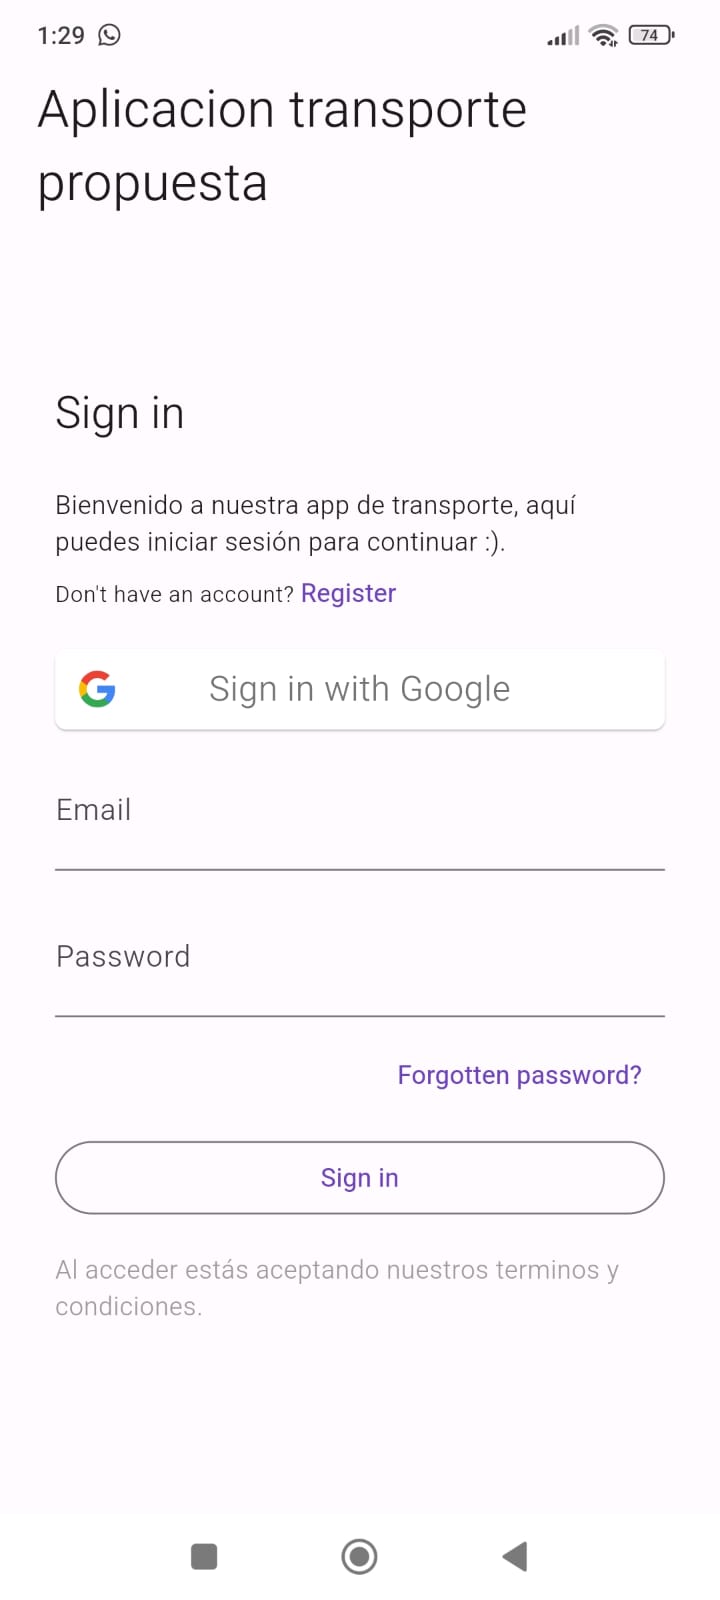 1:29
74
Aplicacion transporte
propuesta
Sign in
Bienvenido a nuestra app de transporte, aquí
puedes iniciar sesión para continuar :).
Don't have an account? Register
Sign in with Google
Email
Password
Forgotten password?
Sign in
Al acceder estás aceptando nuestros terminos y
condiciones.